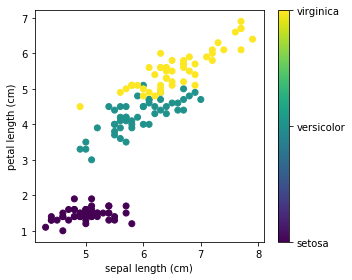 7
6
5
4
3
2
1
petal length (cm)
5
6
7
8
sepal length (cm)
virginica
versicolor
setosa